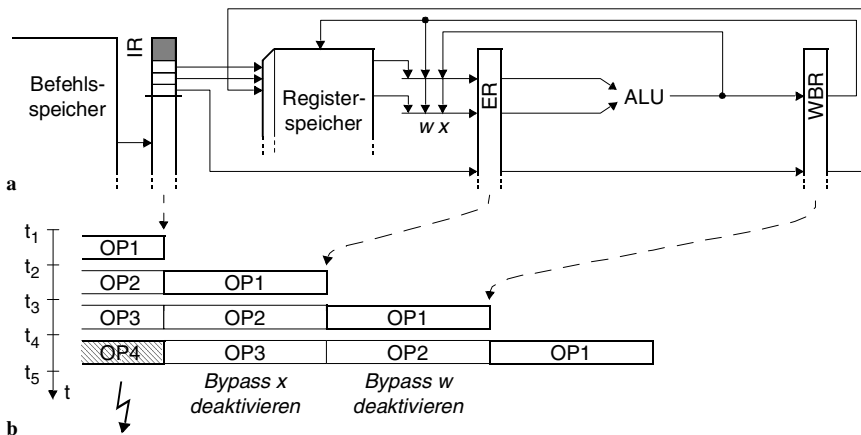 IR
Befehls-
speicher
Register-
speicher
w x
ER
ALU
WBR
a
t1
OP1
t2
OP2 OP1
t3
OP3 OP2 OP1
t4
OP4 OP3 OP2 OP1
t5
t
Bypass x
deaktivieren
Bypass w
deaktivieren
b